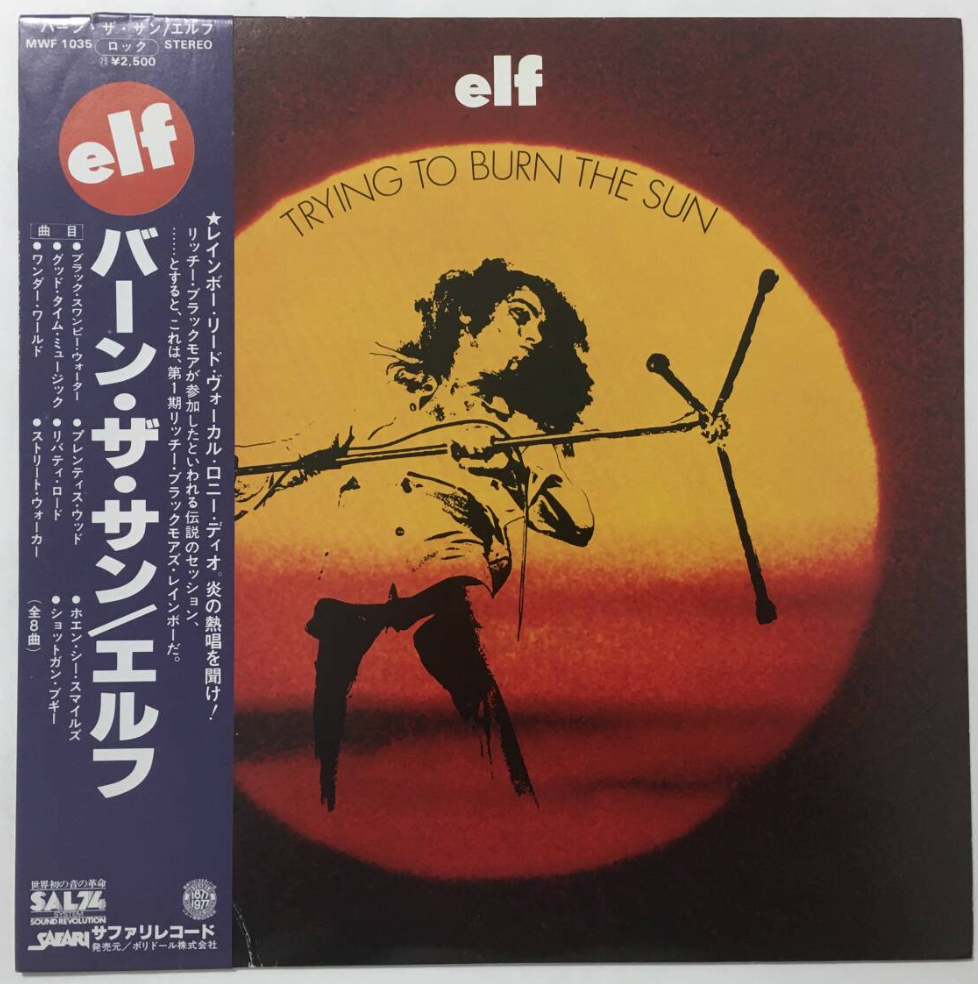 バーン・ザ・サン/エルフ
MWF 1035 ロック STEREO
¥2,500
elf
バーン・ザ・サン/エルフ
★レインボー・リード・ヴォーカル・ロニー・ディオ。炎の熱唱を聞け!
リッチー・ブラックモアが参加したといわれる伝説のセッション、
……とすると、これは、第1期リッチー・ブラックモアズ・レインボーだ。
曲目
●ブラック・スワンピー・ウォーター
●グッド・タイム・ミュージック
●ワンダー・ワールド
●プレンティス・ウッド
●リバティ・ロード
●ストリート・ウォーカー
●ホエン・シー・スマイルズ
●ショットガン・ブギー
(全8曲)
世界初の音の革命
SAL74
SYSTEM
SOUND REVOLUTION
1877
1977
SAFARI サファリレコード
発売元/ポリドール株式会社
elf
TRYING TO BURN THE SUN